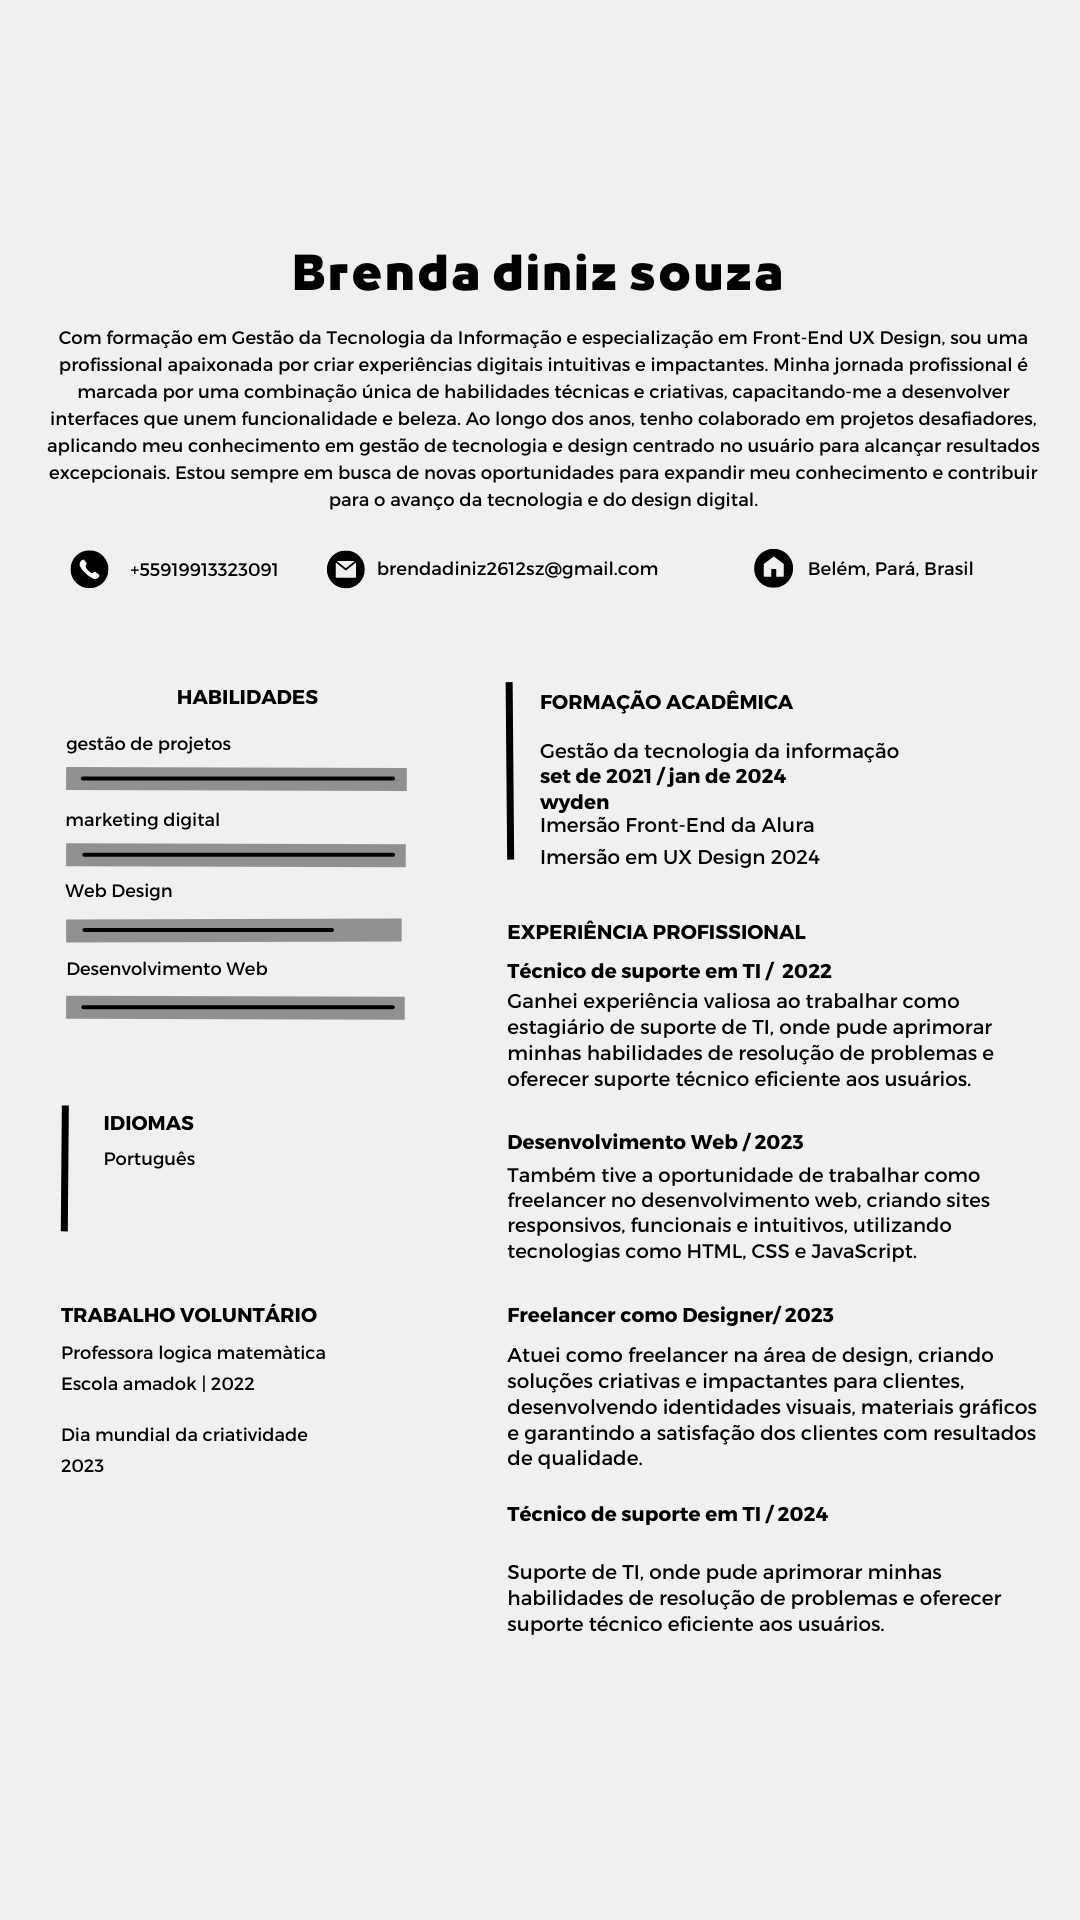 Brenda diniz souza
Com formação em Gestão da Tecnologia da Informação e especialização em Front-End UX Design, sou uma
profissional apaixonada por criar experiências digitais intuitivas e impactantes. Minha jornada profissional é
marcada por uma combinação única de habilidades técnicas e criativas, capacitando-me a desenvolver
interfaces que unem funcionalidade e beleza. Ao longo dos anos, tenho colaborado em projetos desafiadores,
aplicando meu conhecimento em gestão de tecnologia e design centrado no usuário para alcançar resultados
excepcionais. Estou sempre em busca de novas oportunidades para expandir meu conhecimento e contribuir
para o avanço da tecnologia e do design digital.
+55919913323091
brendadiniz2612sz@gmail.com
Belém, Pará, Brasil
HABILIDADES
gestão de projetos
marketing digital
Web Design
Desenvolvimento Web
IDIOMAS
Português
TRABALHO VOLUNTÁRIO
Professora logica matemàtica
Escola amadok | 2022
Dia mundial da criatividade
2023
FORMAÇÃO ACADÊMICA
Gestão da tecnologia da informação
set de 2021 / jan de 2024
wyden
Imersão Front-End da Alura
Imersão em UX Design 2024
EXPERIÊNCIA PROFISSIONAL
Técnico de suporte em TI / 2022
Ganhei experiência valiosa ao trabalhar como
estagiário de suporte de TI, onde pude aprimorar
minhas habilidades de resolução de problemas e
oferecer suporte técnico eficiente aos usuários.
Desenvolvimento Web / 2023
Também tive a oportunidade de trabalhar como
freelancer no desenvolvimento web, criando sites
responsivos, funcionais e intuitivos, utilizando
tecnologias como HTML, CSS e JavaScript.
Freelancer como Designer/ 2023
Atuei como freelancer na área de design, criando
soluções criativas e impactantes para clientes,
desenvolvendo identidades visuais, materiais gráficos
e garantindo a satisfação dos clientes com resultados
de qualidade.
Técnico de suporte em TI / 2024
Suporte de TI, onde pude aprimorar minhas
habilidades de resolução de problemas e oferecer
suporte técnico eficiente aos usuários.